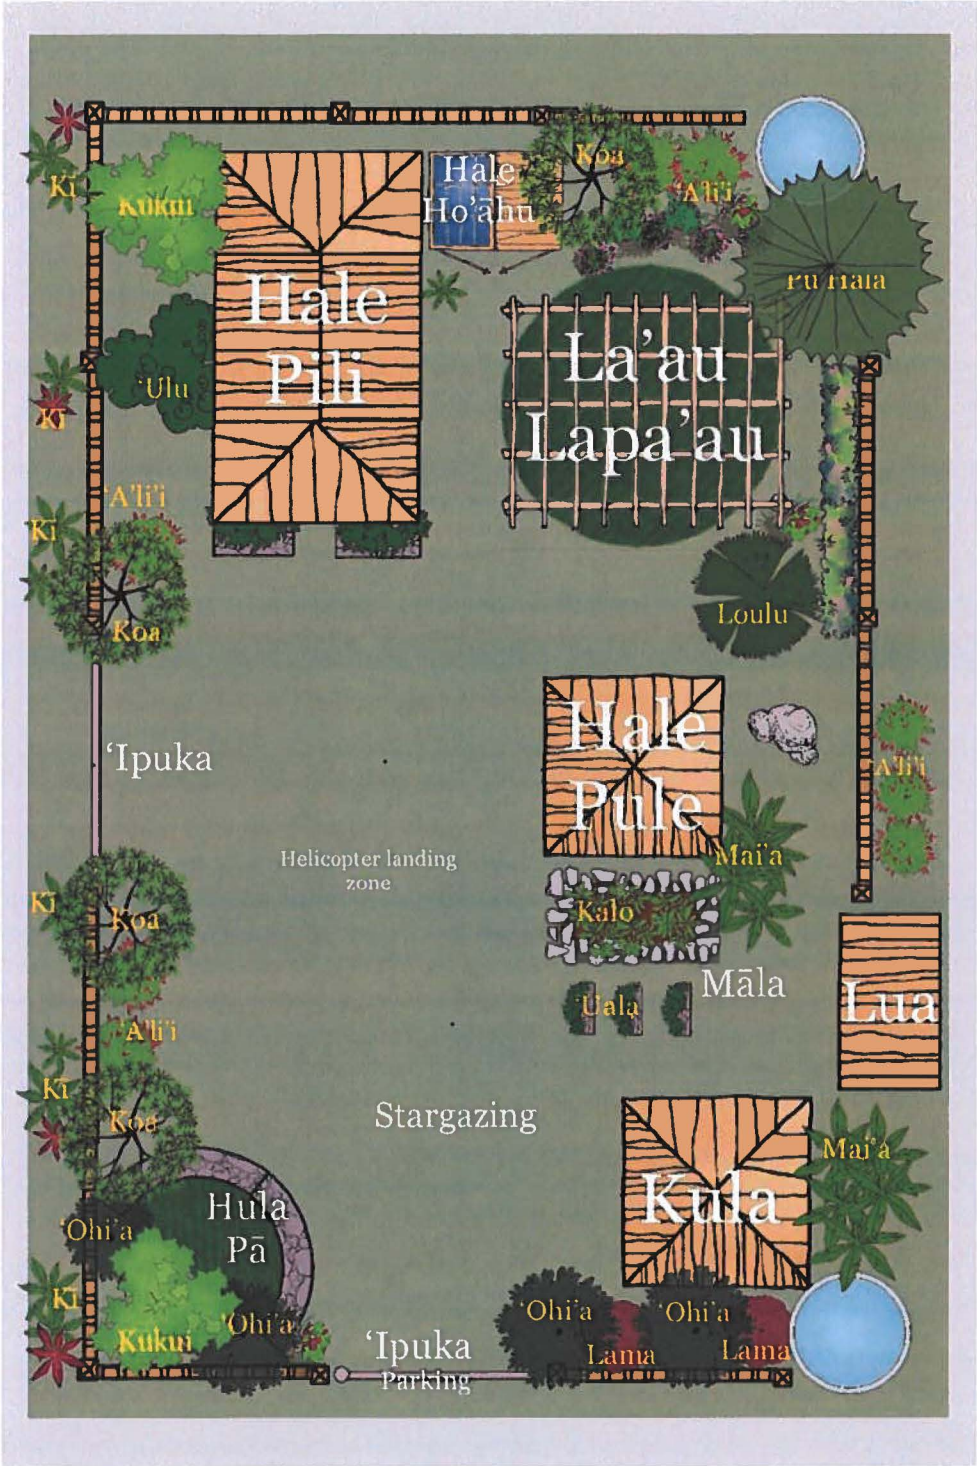 Koa
Hale
Ho'āhu
'A'li'i
Kī
Kukui
Pū Hala
Hale
Pili
La'au
Lapa'au
'Ulu
Kī
'A'li'i
Kī
Loulu
Koa
Hale
Pule
'Ipuka
A'li'i
Helicopter landing
zone
Mai'a
Kī
Koa
Kalo
Māla
'Uala
Lua
'A'li'i
Kī
Stargazing
Koa
Mai'a
Kula
Hula
Pā
'Ohi'a
Kī
'Ohi'a
'Ohi'a
'Ohi'a
Kukui
'Ipuka
Lama
Lama
Parking